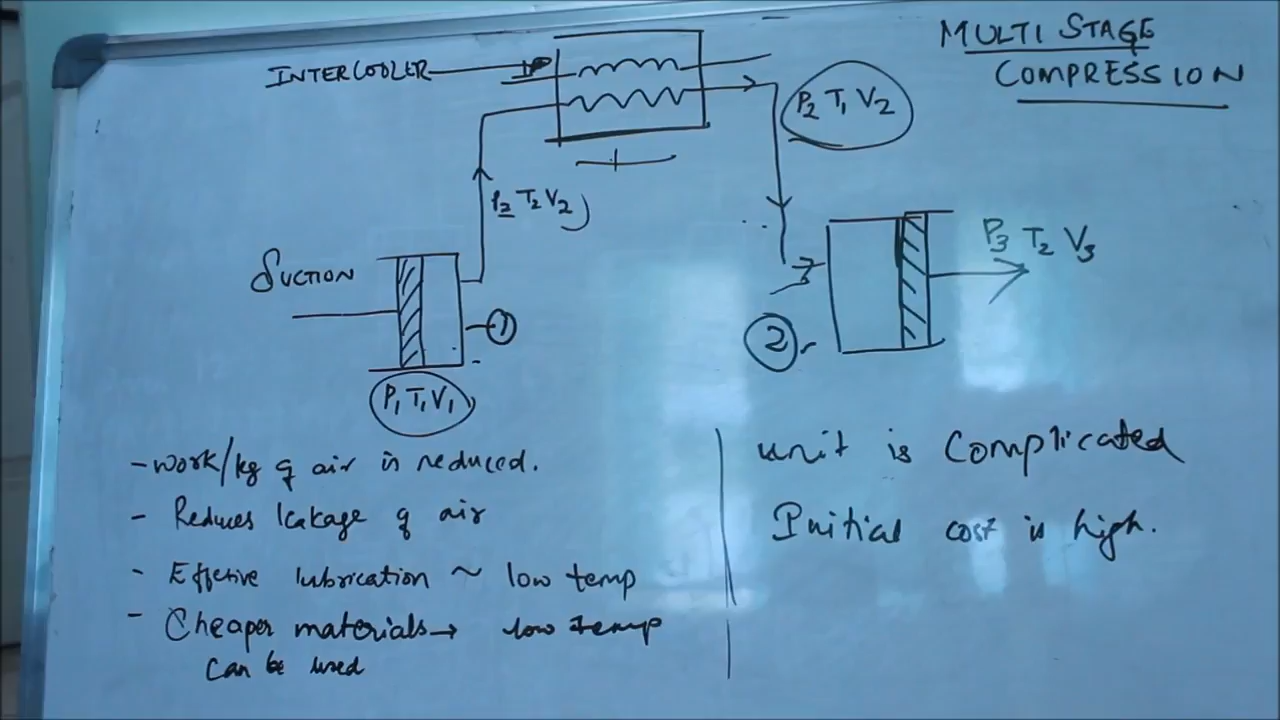 MULTI STAGE
COMPRESSION
INTERCOOLER
P₂ T₁ V₂
P₂ T₂ V₂
SUCTION
P₃ T₂ V₃
①
②
P₁ T₁ V₁
- work/kg of air is reduced.
- Reduces leakage of air
- Effetive lubrication ~ low temp
- Cheaper materials → low temp
can be used
unit is complicated
Initial cost is high.